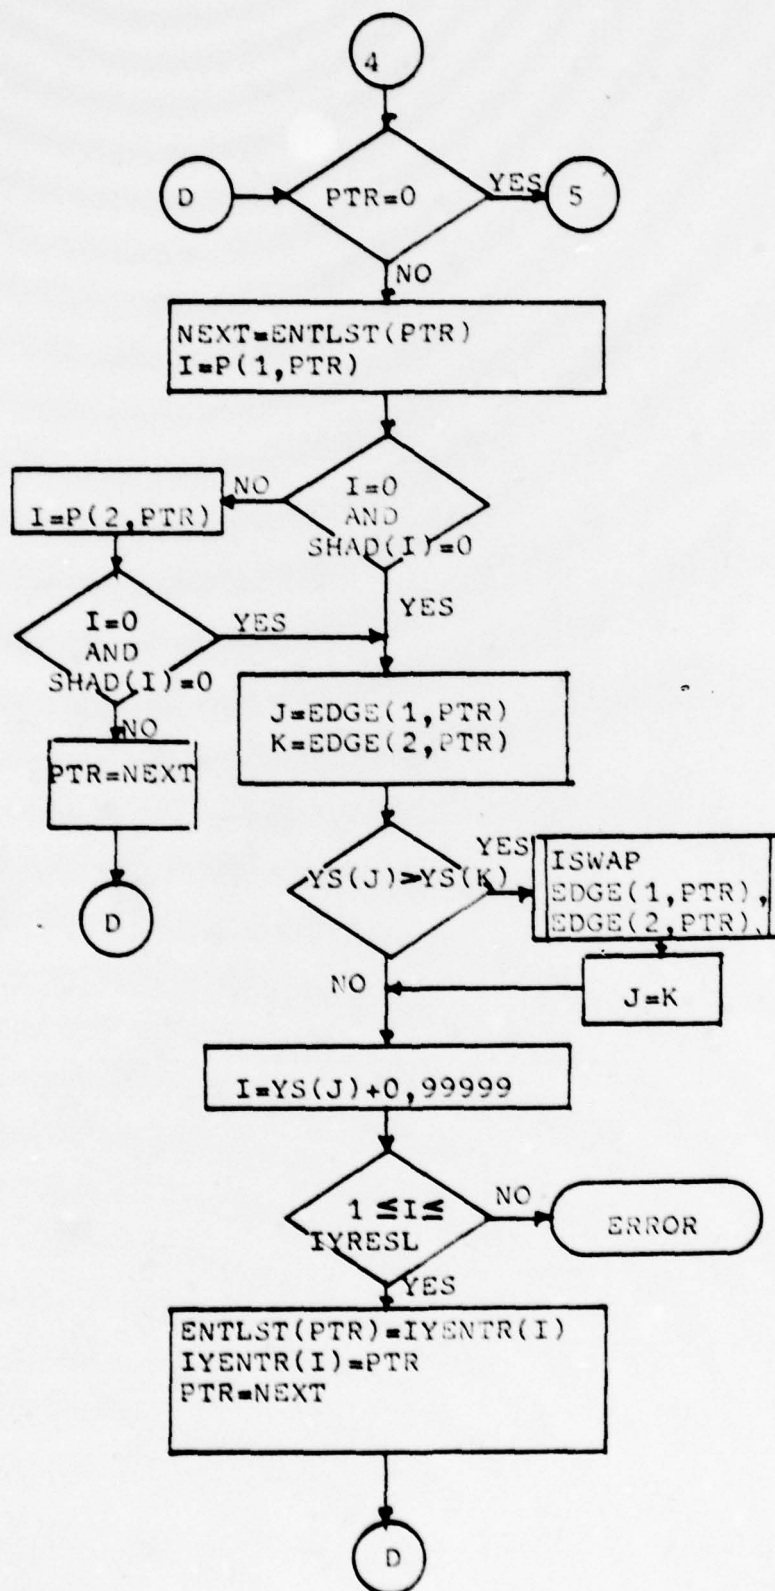 4
D
PTR=0
YES
5
NO
NEXT=ENTLST(PTR)
I=P(1,PTR)
NO
I=0
AND
SHAD(I)=0
I=P(2,PTR)
YES
I=0
AND
SHAD(I)=0
YES
NO
J=EDGE(1,PTR)
K=EDGE(2,PTR)
PTR=NEXT
D
YS(J)>YS(K)
YES
ISWAP
EDGE(1,PTR),
EDGE(2,PTR),
NO
J=K
I=YS(J)+0,99999
1 ≤I≤
IYRESL
NO
ERROR
YES
ENTLST(PTR)=IYENTR(I)
IYENTR(I)=PTR
PTR=NEXT
D